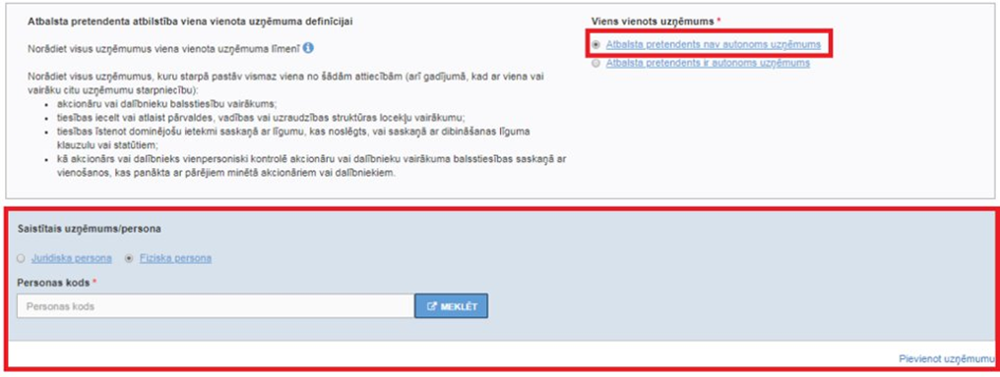 Atbalsta pretendenta atbilstība viena vienota uzņēmuma definīcijai
Norādiet visus uzņēmumus viena vienota uzņēmuma līmenī
Norādiet visus uzņēmumus, kuru starpā pastāv vismaz viena no šādām attiecībām (arī gadījumā, kad ar viena vai
vairāku citu uzņēmumu starpniecību):
• akcionāru vai dalībnieku balsstiesību vairākums;
• tiesības iecelt vai atlaist pārvaldes, vadības vai uzraudzības struktūras locekļu vairākumu;
• tiesības īstenot dominējošu ietekmi saskaņā ar līgumu, kas noslēgts, vai saskaņā ar dibināšanas līguma
klauzulu vai statūtiem;
• kā akcionārs vai dalībnieks vienpersoniski kontrolē akcionāru vai dalībnieku vairākuma balsstiesības saskaņā ar
vienošanos, kas panākta ar pārējiem minētā akcionāriem vai dalībniekiem.
Viens vienots uzņēmums *
Atbalsta pretendents nav autonoms uzņēmums
Atbalsta pretendents ir autonoms uzņēmums
Saistītais uzņēmums/persona
Juridiska persona Fiziska persona
Personas kods *
Personas kods MEKLĒT
Pievienot uzņēmumu